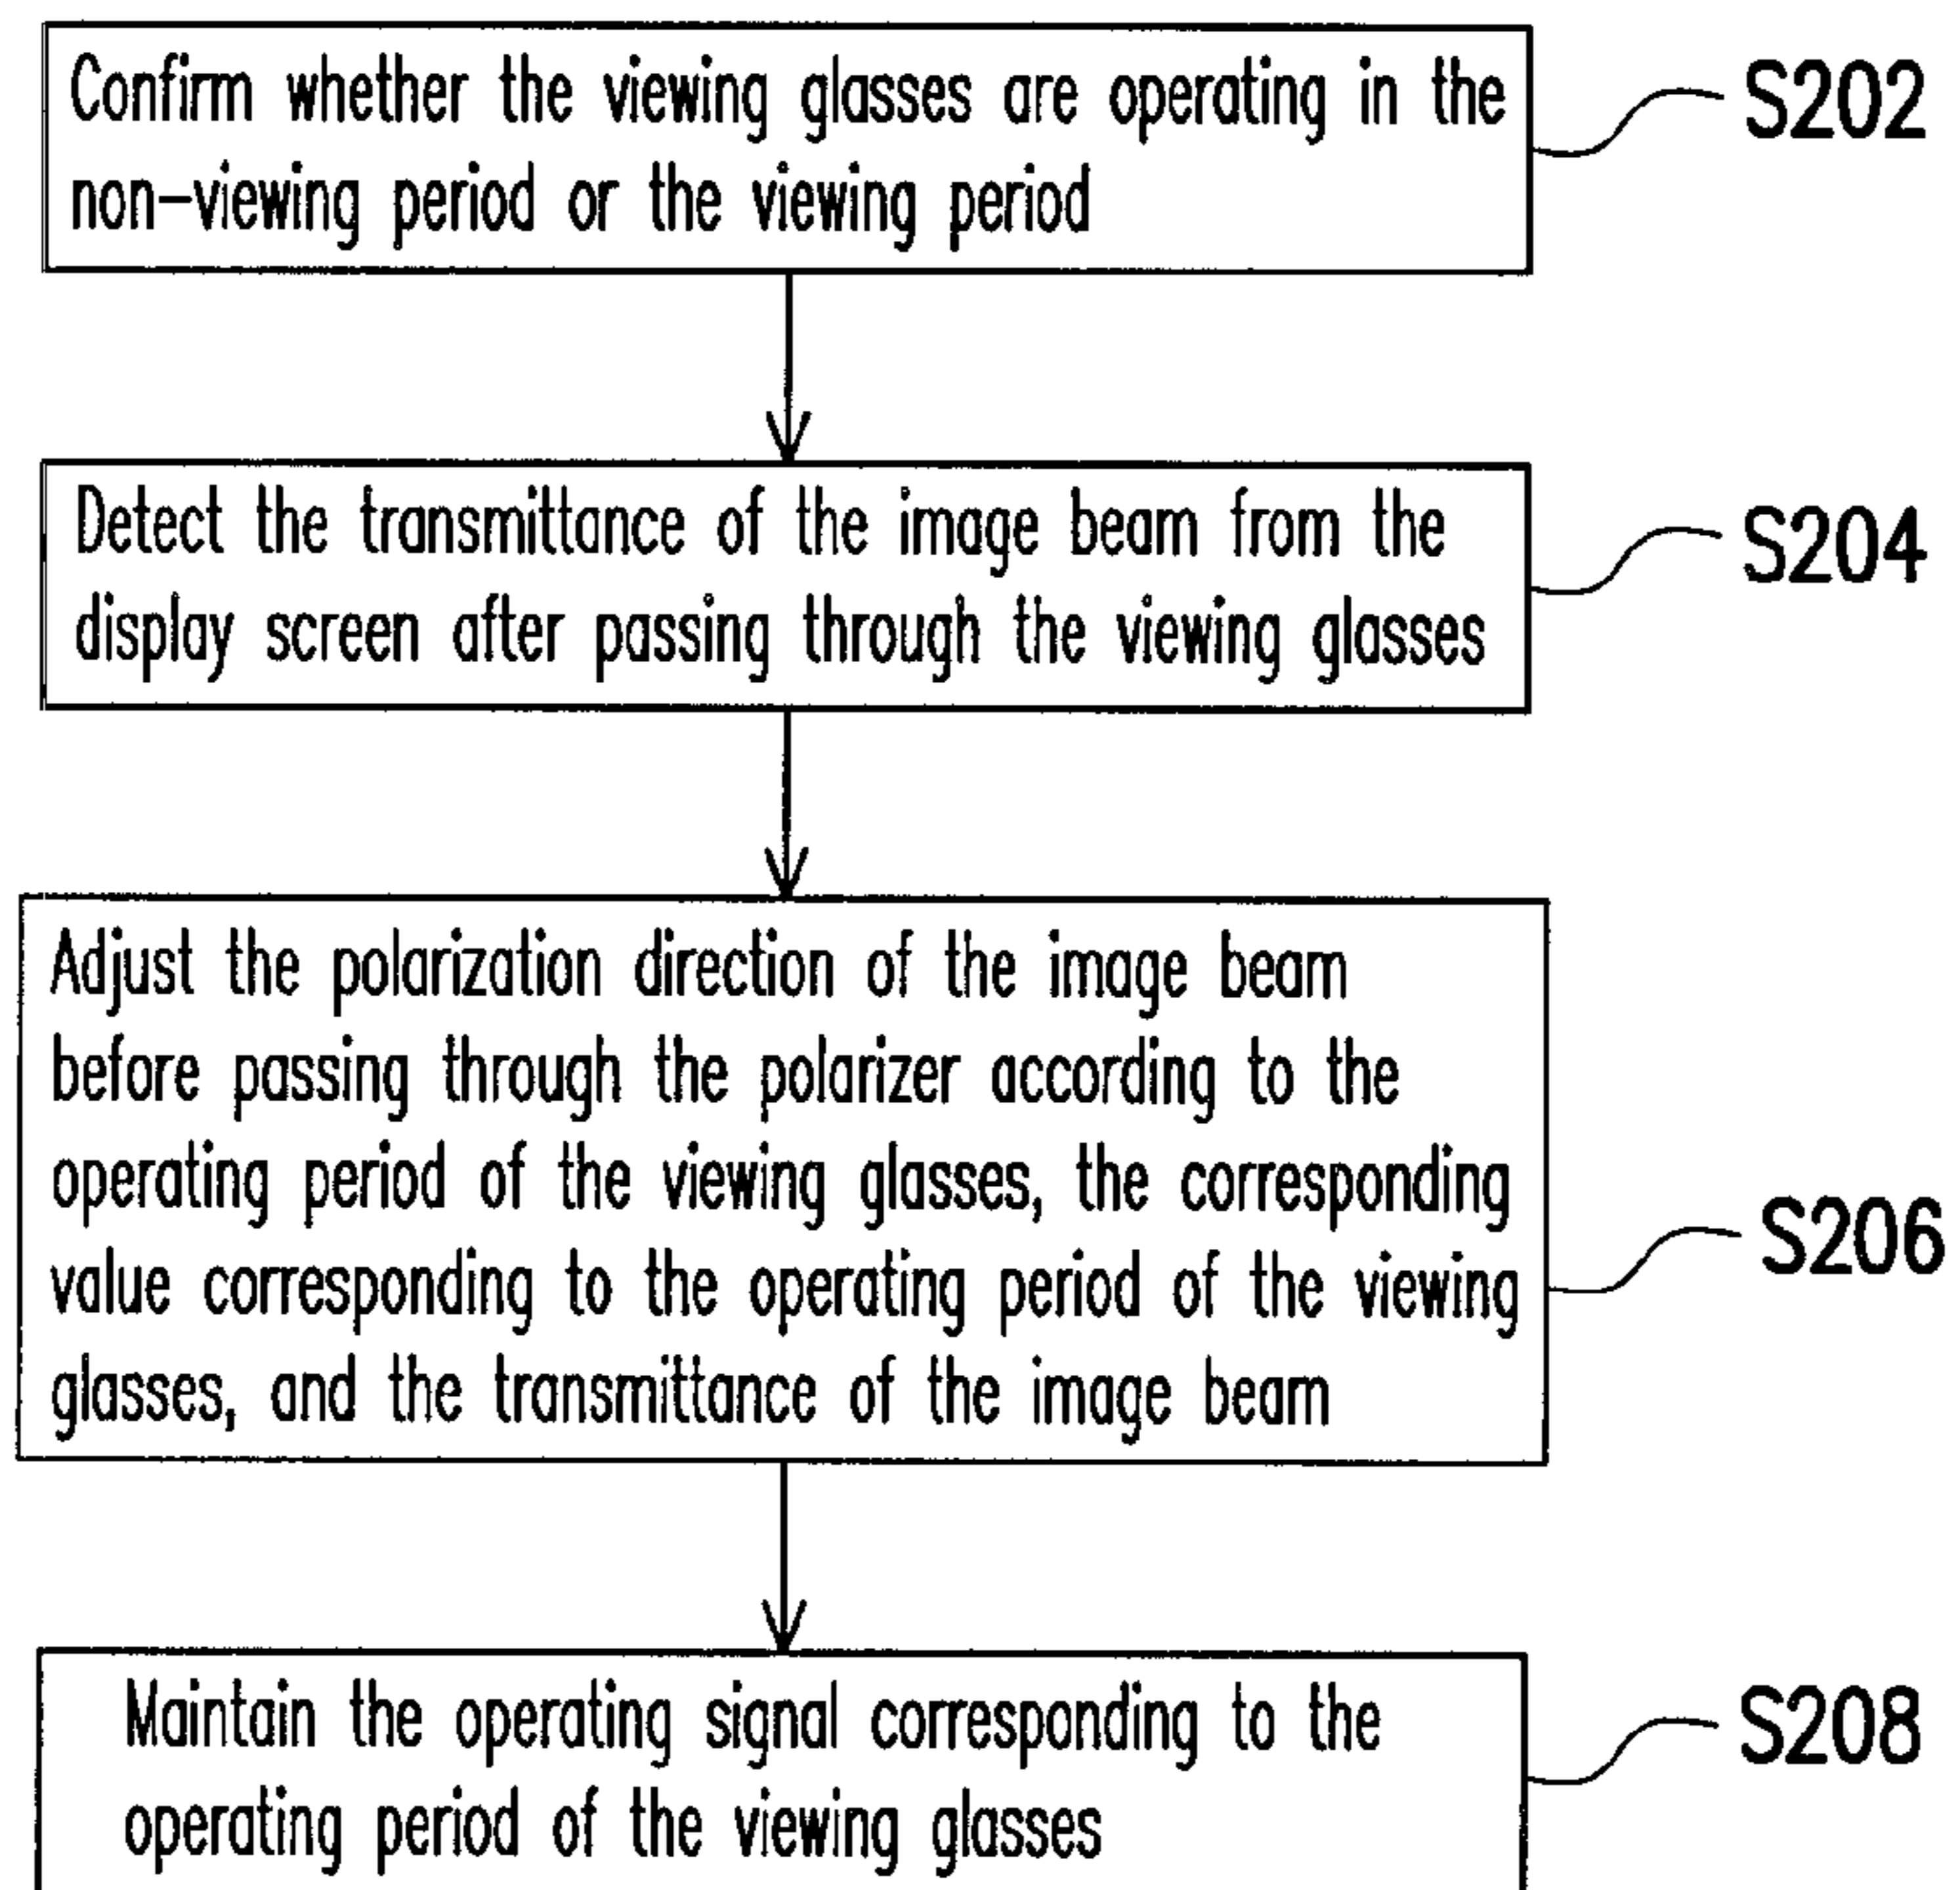 Confirm whether the viewing glasses are operating in the
non-viewing period or the viewing period
S202
Detect the transmittance of the image beam from the
display screen after passing through the viewing glasses
S204
Adjust the polarization direction of the image beam
before passing through the polarizer according to the
operating period of the viewing glasses, the corresponding
value corresponding to the operating period of the viewing
glasses, and the transmittance of the image beam
S206
Maintain the operating signal corresponding to the
operating period of the viewing glasses
S208